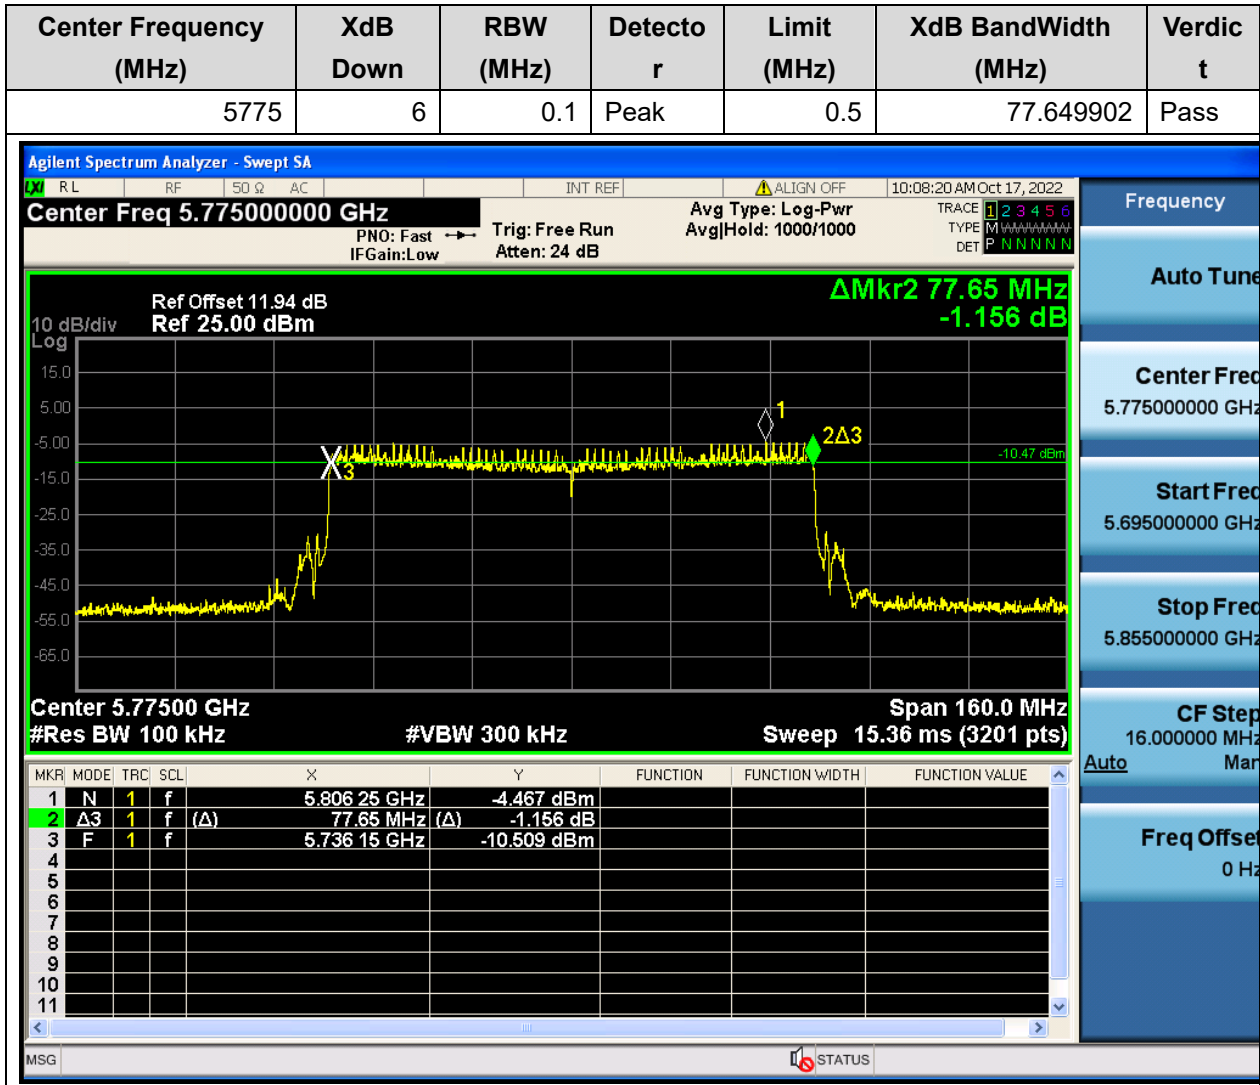 Center Frequency (MHz) XdB Down RBW (MHz) Detector Limit (MHz) XdB BandWidth (MHz) Verdict
5775 6 0.1 Peak 0.5 77.649902 Pass
Agilent Spectrum Analyzer - Swept SA
LXI RL RF 50 Ω AC INT REF ALIGN OFF 10:08:20 AM Oct 17, 2022
Center Freq 5.775000000 GHz
PNO: Fast
IFGain:Low
Trig: Free Run
Atten: 24 dB
Avg Type: Log-Pwr
Avg|Hold: 1000/1000
TRACE 1 2 3 4 5 6
TYPE M
DET P N N N N N
Ref Offset 11.94 dB
10 dB/div Ref 25.00 dBm
Log
ΔMkr2 77.65 MHz
-1.156 dB
15.0
5.00
-5.00
-15.0
-25.0
-35.0
-45.0
-55.0
-65.0
1
2Δ3
3
-10.47 dBm
Center 5.77500 GHz Span 160.0 MHz
#Res BW 100 kHz #VBW 300 kHz Sweep 15.36 ms (3201 pts)
MKR MODE TRC SCL X Y FUNCTION FUNCTION WIDTH FUNCTION VALUE
1 N 1 f 5.806 25 GHz -4.467 dBm
2 Δ3 1 f (Δ) 77.65 MHz (Δ) -1.156 dB
3 F 1 f 5.736 15 GHz -10.509 dBm
4
5
6
7
8
9
10
11
MSG STATUS
Frequency
Auto Tune
Center Freq
5.775000000 GHz
Start Freq
5.695000000 GHz
Stop Freq
5.855000000 GHz
CF Step
16.000000 MHz
Auto Man
Freq Offset
0 Hz